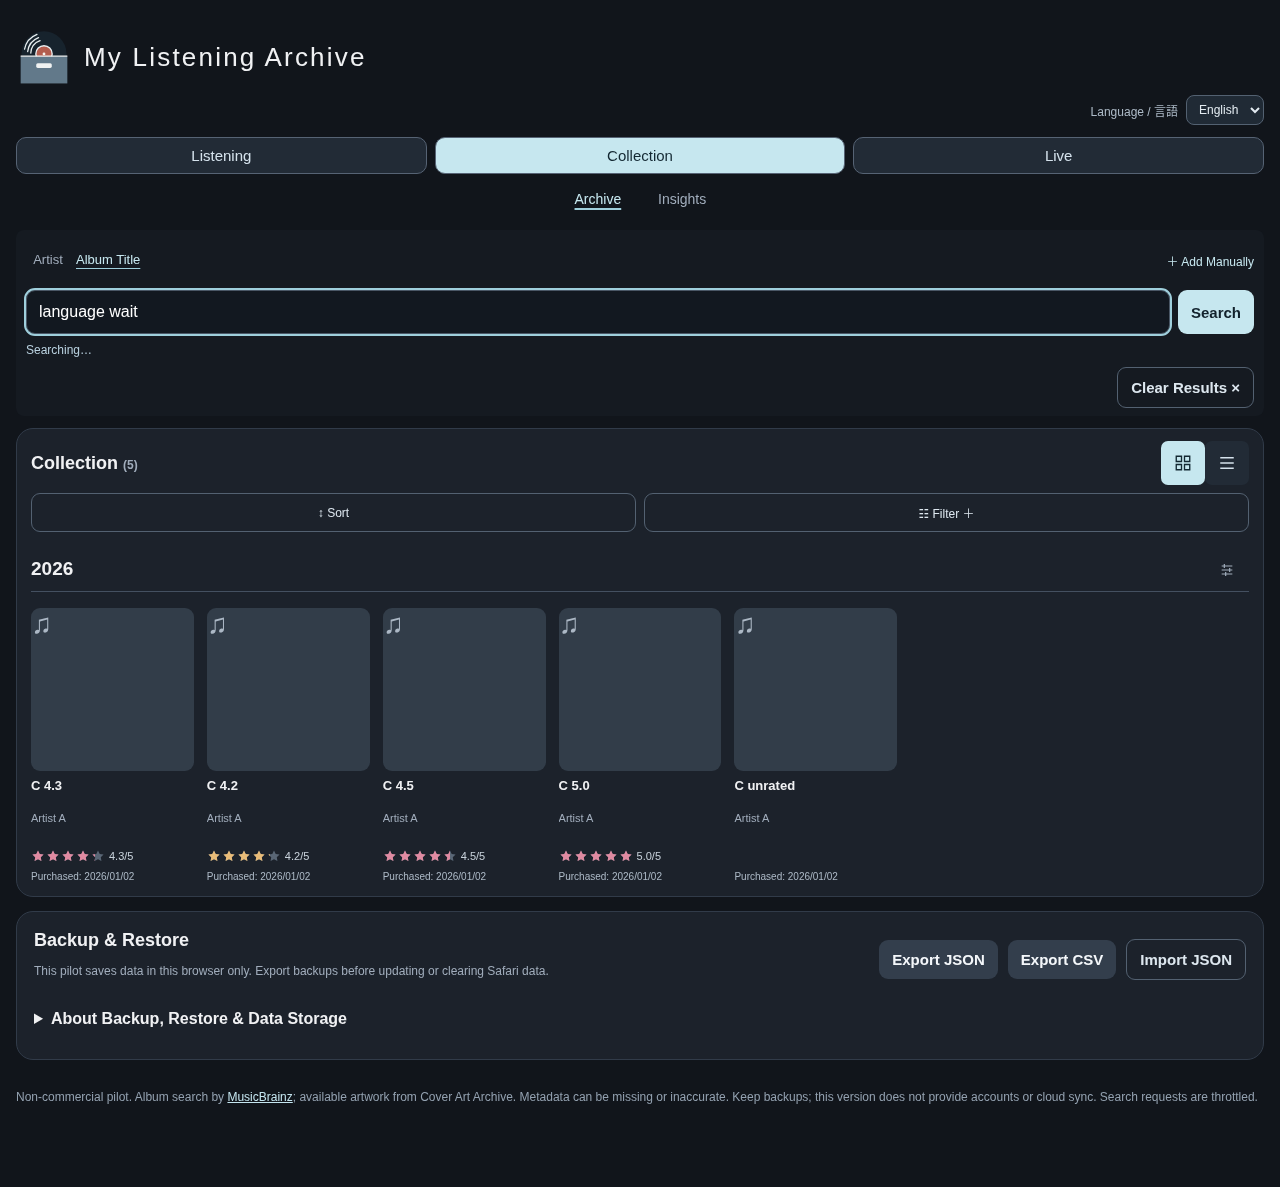 My Listening Archive
Language / 言語 English
Listening Collection Live
Archive Insights
Artist Album Title
＋ Add Manually
language wait
Search
Searching…
Clear Results ×
Collection (5)
↕ Sort
☷ Filter ＋
2026
♫ ♫ ♫ ♫ ♫
C 4.3 C 4.2 C 4.5 C 5.0 C unrated
Artist A Artist A Artist A Artist A Artist A
★★★★★ 4.3/5 ★★★★★ 4.2/5 ★★★★★ 4.5/5 ★★★★★ 5.0/5
Purchased: 2026/01/02 Purchased: 2026/01/02 Purchased: 2026/01/02 Purchased: 2026/01/02 Purchased: 2026/01/02
Backup & Restore
This pilot saves data in this browser only. Export backups before updating or clearing Safari data.
Export JSON Export CSV Import JSON
▶ About Backup, Restore & Data Storage
Non-commercial pilot. Album search by MusicBrainz; available artwork from Cover Art Archive. Metadata can be missing or inaccurate. Keep backups; this version does not provide accounts or cloud sync. Search requests are throttled.